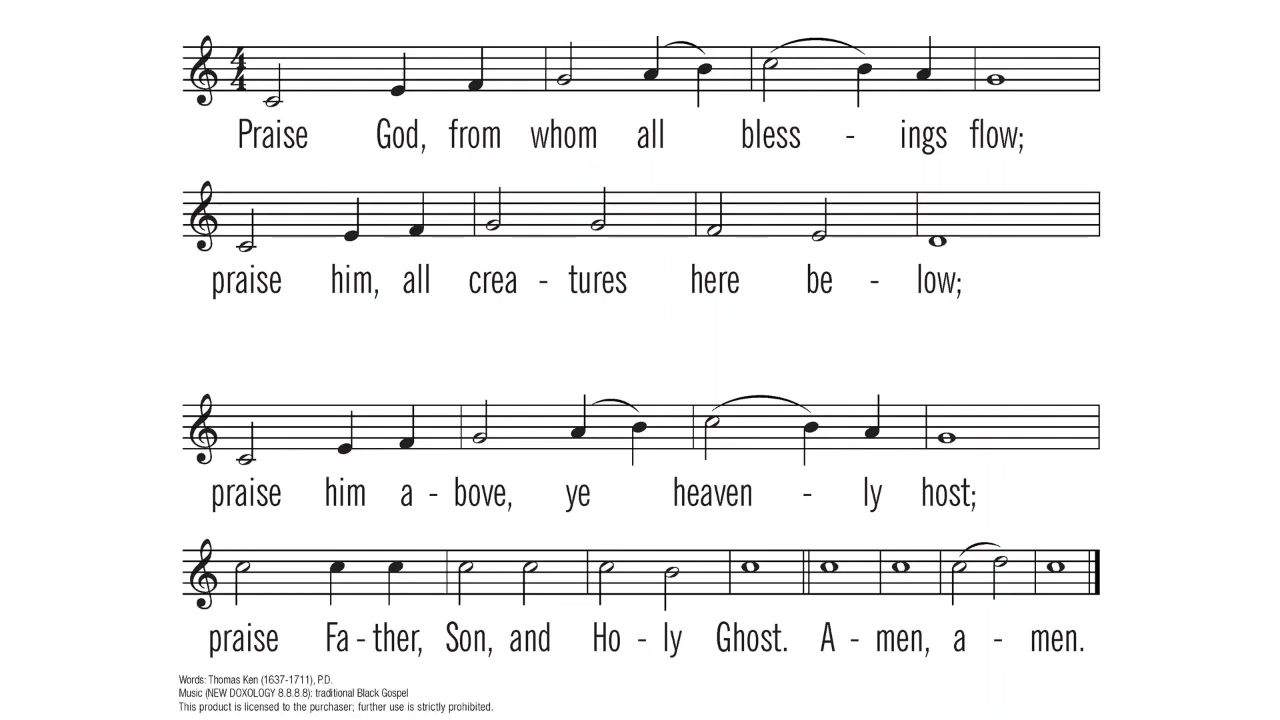 4
4
Praise God, from whom all bless - ings flow;
praise him, all crea - tures here be - low;
praise him a - bove, ye heaven - ly host;
praise Fa - ther, Son, and Ho - ly Ghost. A - men, a - men.
Words: Thomas Ken (1637-1711), P.D.
Music (NEW DOXOLOGY 8.8.8.8): traditional Black Gospel
This product is licensed to the purchaser; further use is strictly prohibited.